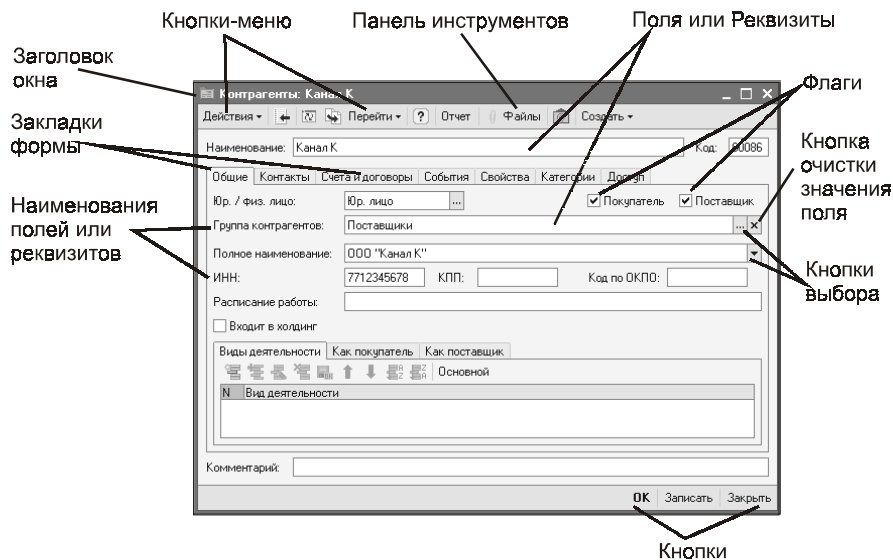 Кнопки-меню
Панель инструментов
Поля или Реквизиты
Заголовок
окна
Флаги
Контрагенты: Канал К
Действия
Перейти
?
Отчет
Файлы
Создать
Закладки
формы
Наименование: Канал К
Код: 00086
Кнопка
очистки
значения
поля
Общие Контакты Счета и договоры События Свойства Категории Доступ
Юр. / физ. лицо: Юр. лицо ...
Покупатель Поставщик
Наименования
полей или
реквизитов
Группа контрагентов: Поставщики ... ×
Полное наименование: ООО "Канал К"
Кнопки
выбора
ИНН: 7712345678 КПП: Код по ОКПО:
Расписание работы:
Входит в холдинг
Виды деятельности Как покупатель Как поставщик
Основной
N Вид деятельности
Комментарий:
OK Записать Закрыть
Кнопки